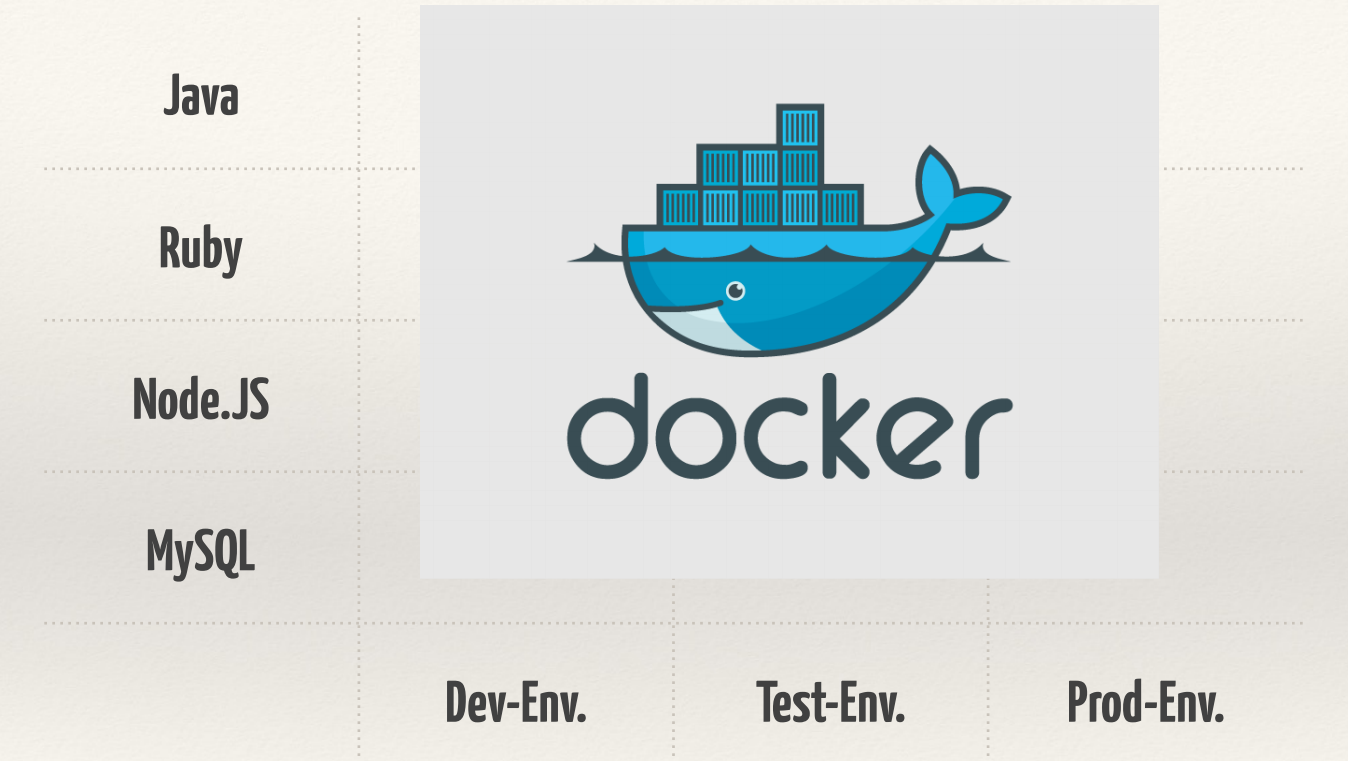 Java
Ruby
docker
Node.JS
MySQL
Dev-Env. Test-Env. Prod-Env.